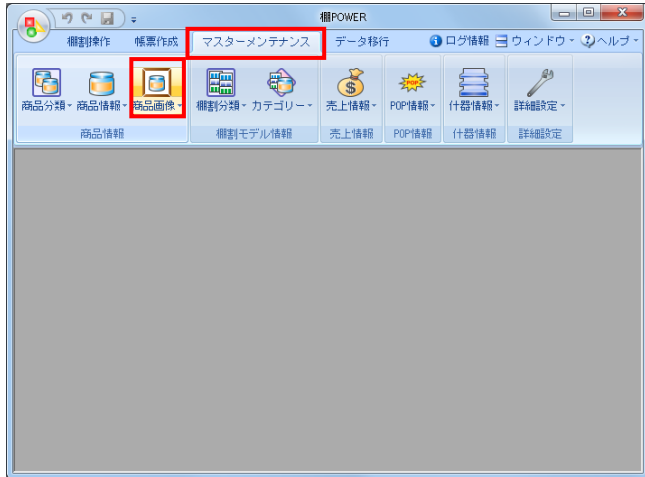 棚POWER
棚割操作 帳票作成 マスターメンテナンス データ移行 ログ情報 ウィンドウ ヘルプ
POP
商品分類 商品情報 商品画像 棚割分類 カテゴリー 売上情報 POP情報 什器情報 詳細設定
商品情報 棚割モデル情報 売上情報 POP情報 什器情報 詳細設定